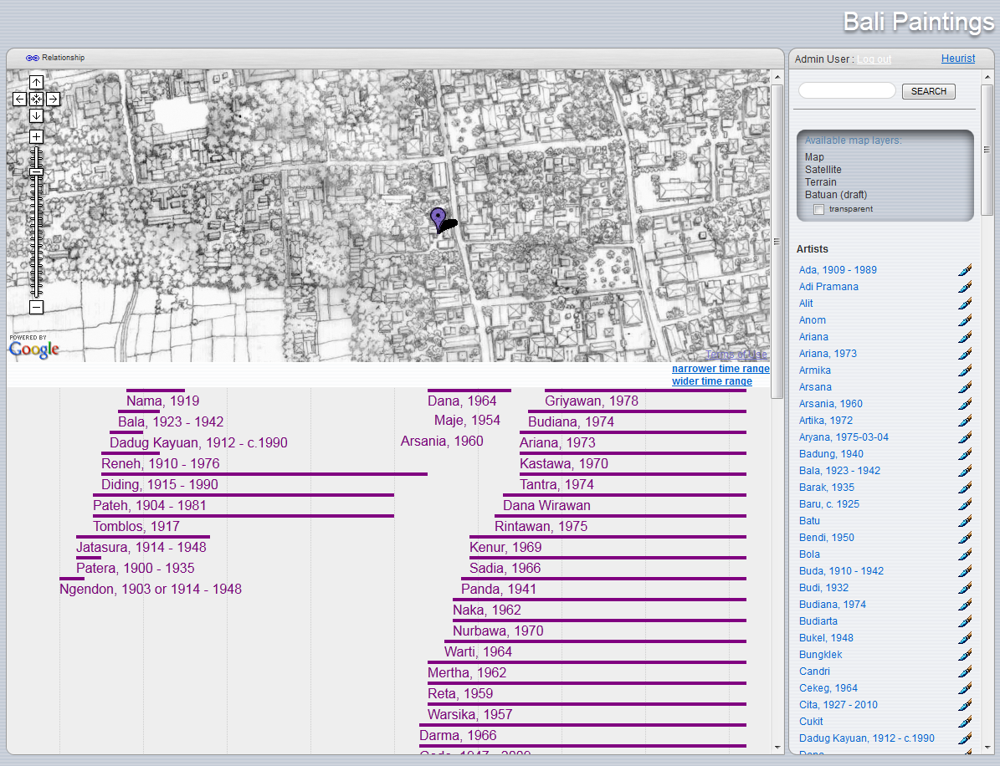 Bali Paintings
Relationship
Admin User : Log out
Heurist
SEARCH
Available map layers:
Map
Satellite
Terrain
Batuan (draft)
transparent
POWERED BY
Google
Terms of Use
narrower time range
wider time range
Nama, 1919
Bala, 1923 - 1942
Dadug Kayuan, 1912 - c.1990
Reneh, 1910 - 1976
Diding, 1915 - 1990
Pateh, 1904 - 1981
Tomblos, 1917
Jatasura, 1914 - 1948
Patera, 1900 - 1935
Ngendon, 1903 or 1914 - 1948
Dana, 1964
Maje, 1954
Arsania, 1960
Griyawan, 1978
Budiana, 1974
Ariana, 1973
Kastawa, 1970
Tantra, 1974
Dana Wirawan
Rintawan, 1975
Kenur, 1969
Sadia, 1966
Panda, 1941
Naka, 1962
Nurbawa, 1970
Warti, 1964
Mertha, 1962
Reta, 1959
Warsika, 1957
Darma, 1966
Artists
Ada, 1909 - 1989
Adi Pramana
Alit
Anom
Ariana
Ariana, 1973
Armika
Arsana
Arsania, 1960
Artika, 1972
Aryana, 1975-03-04
Badung, 1940
Bala, 1923 - 1942
Barak, 1935
Baru, c. 1925
Batu
Bendi, 1950
Bola
Buda, 1910 - 1942
Budi, 1932
Budiana, 1974
Budiarta
Bukel, 1948
Bungklek
Candri
Cekeg, 1964
Cita, 1927 - 2010
Cukit
Dadug Kayuan, 1912 - c.1990